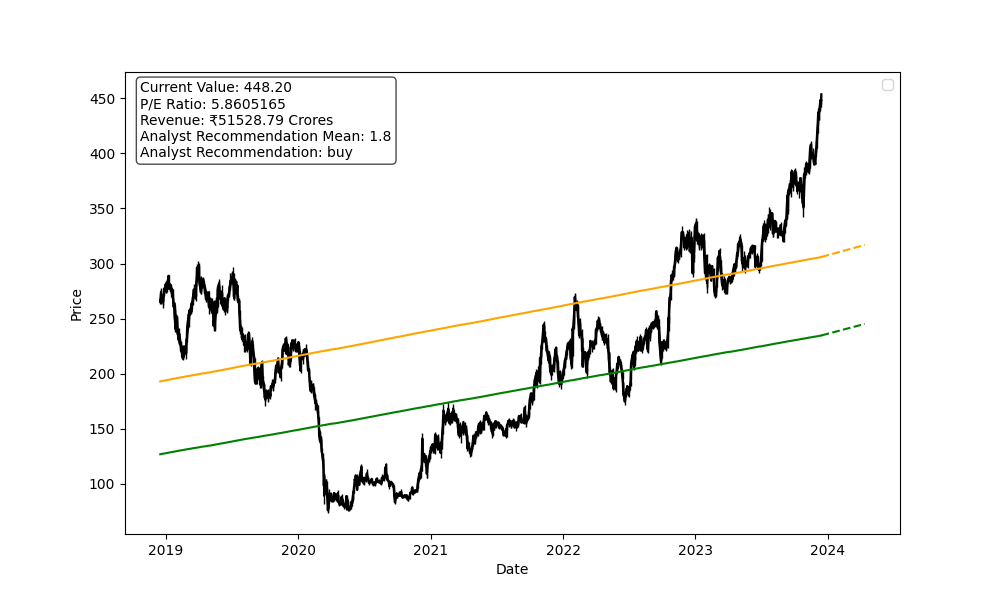 Current Value: 448.20
P/E Ratio: 5.8605165
Revenue: ₹51528.79 Crores
Analyst Recommendation Mean: 1.8
Analyst Recommendation: buy
450
400
350
300
250
200
150
100
Price
2019 2020 2021 2022 2023 2024
Date